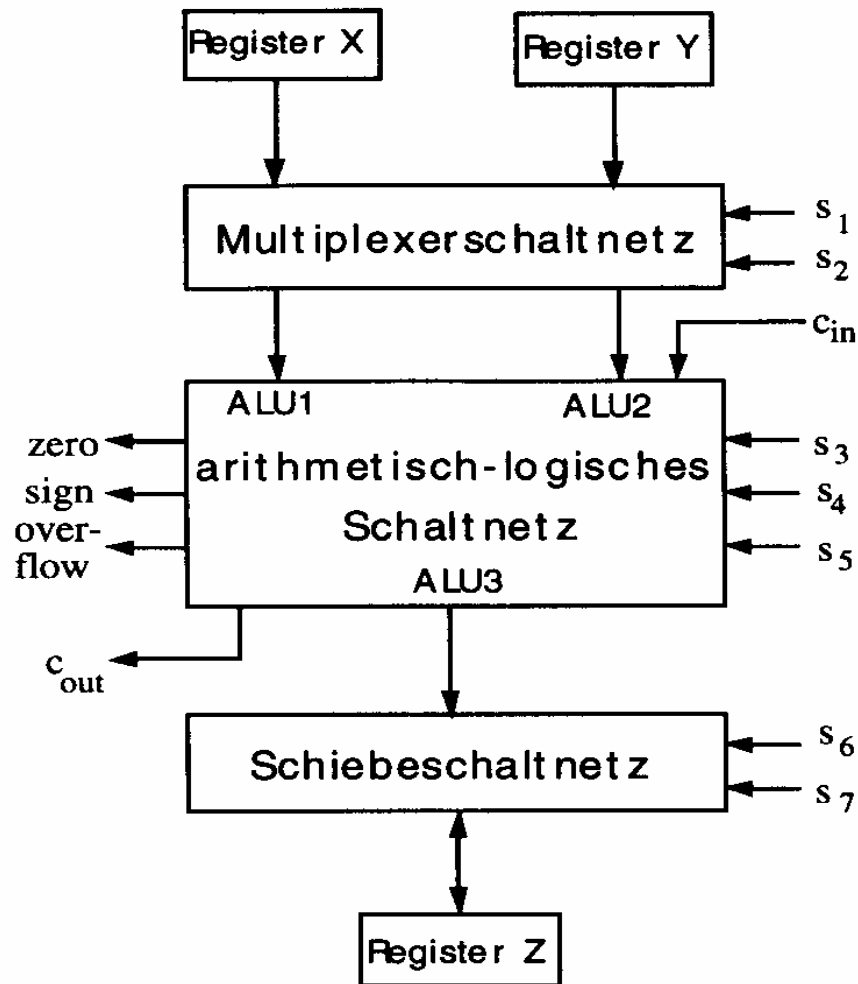 Register X
Register Y
Multiplexerschaltnetz
s1
s2
cin
ALU1
ALU2
zero
sign
over-
flow
arithmetisch-logisches
Schaltnetz
s3
s4
s5
ALU3
cout
Schiebeschaltnetz
s6
s7
Register Z